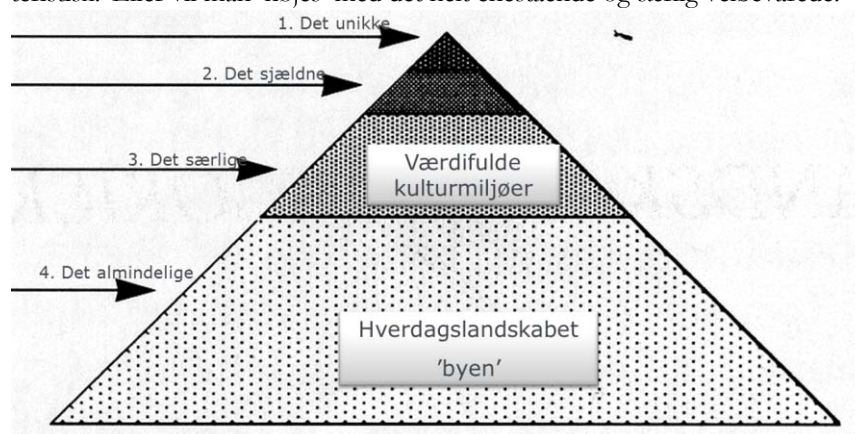 1. Det unikke
2. Det sjældne
3. Det særlige
Værdifulde
kulturmiljøer
4. Det almindelige
Hverdagslandskabet
'byen'